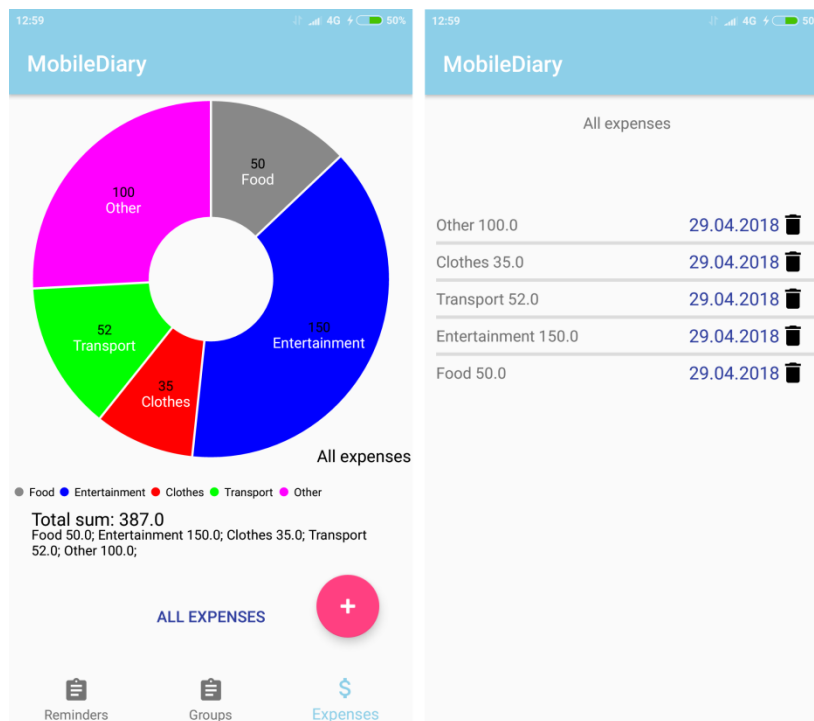 12:59
4G
50%
MobileDiary
50
Food
100
Other
150
Entertainment
52
Transport
35
Clothes
All expenses
Food Entertainment Clothes Transport Other
Total sum: 387.0
Food 50.0; Entertainment 150.0; Clothes 35.0; Transport
52.0; Other 100.0;
ALL EXPENSES
+
Reminders
Groups
$
Expenses
12:59
4G
50
MobileDiary
All expenses
Other 100.0 29.04.2018
Clothes 35.0 29.04.2018
Transport 52.0 29.04.2018
Entertainment 150.0 29.04.2018
Food 50.0 29.04.2018